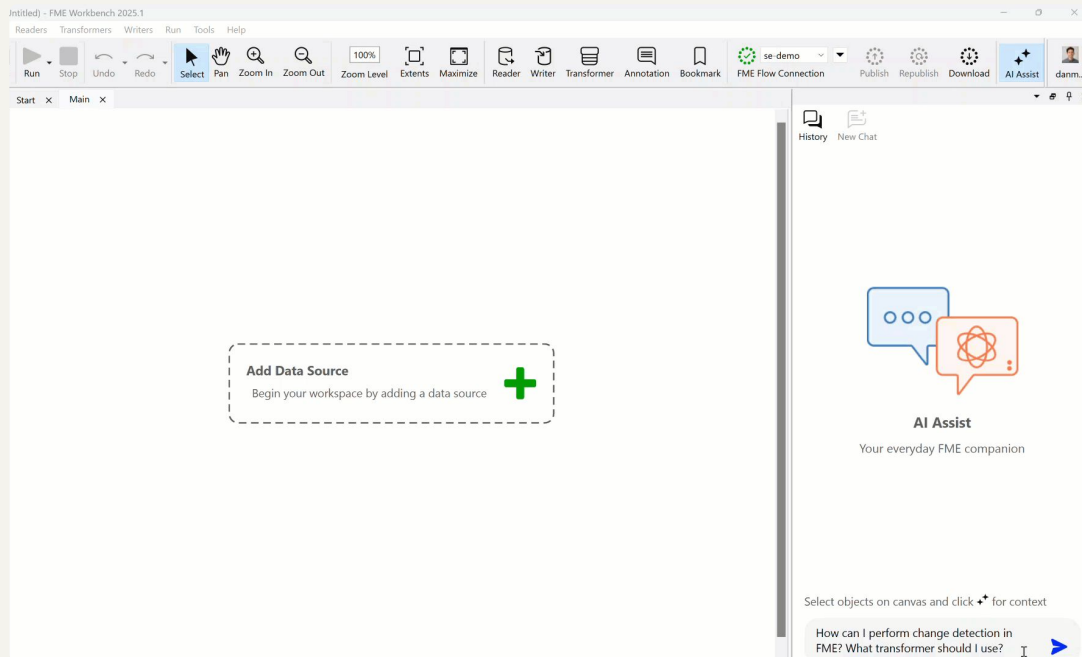 Untitled) - FME Workbench 2025.1
Readers Transformers Writers Run Tools Help
100%
se-demo
Run Stop Undo Redo Select Pan Zoom In Zoom Out Zoom Level Extents Maximize Reader Writer Transformer Annotation Bookmark FME Flow Connection Publish Republish Download AI Assist danm..
Start Main
History New Chat
Add Data Source
Begin your workspace by adding a data source
AI Assist
Your everyday FME companion
Select objects on canvas and click for context
How can I perform change detection in
FME? What transformer should I use?